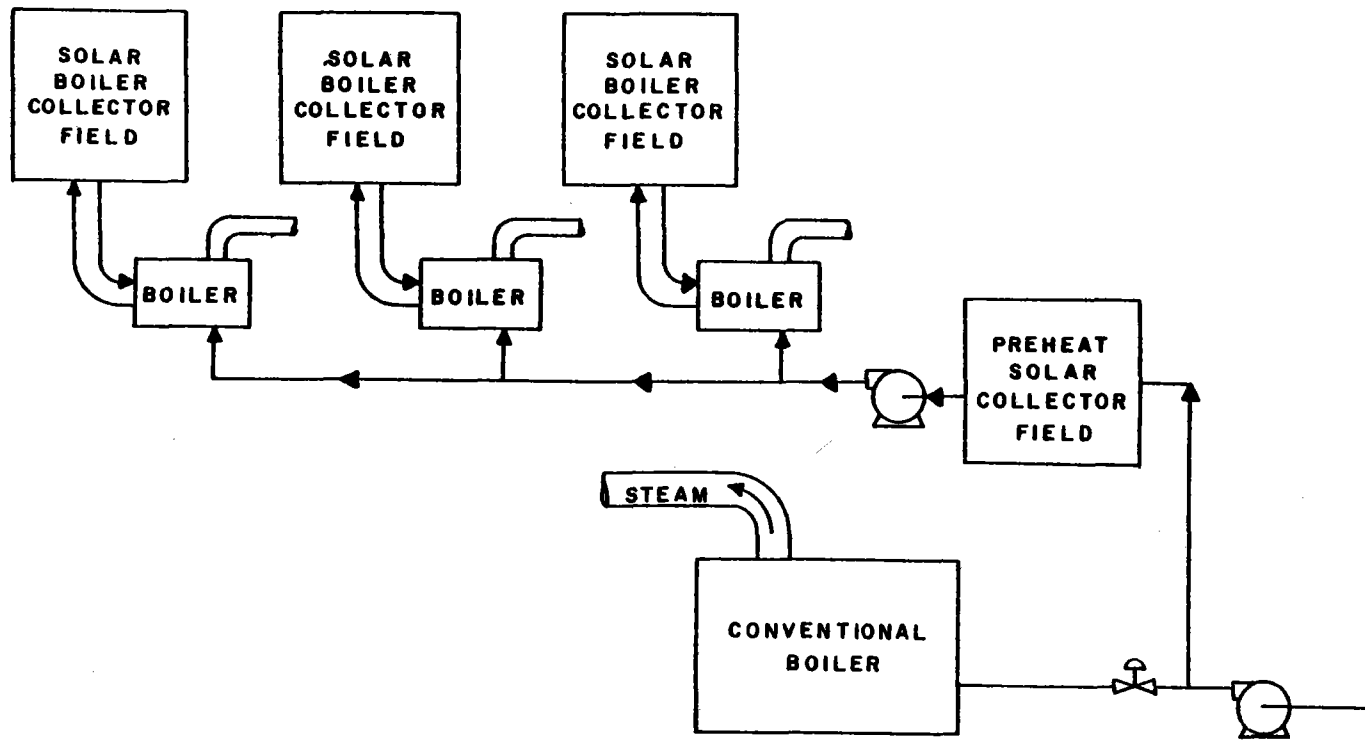 SOLAR
BOILER
COLLECTOR
FIELD
SOLAR
BOILER
COLLECTOR
FIELD
SOLAR
BOILER
COLLECTOR
FIELD
BOILER
BOILER
BOILER
PREHEAT
SOLAR
COLLECTOR
FIELD
STEAM
CONVENTIONAL
BOILER